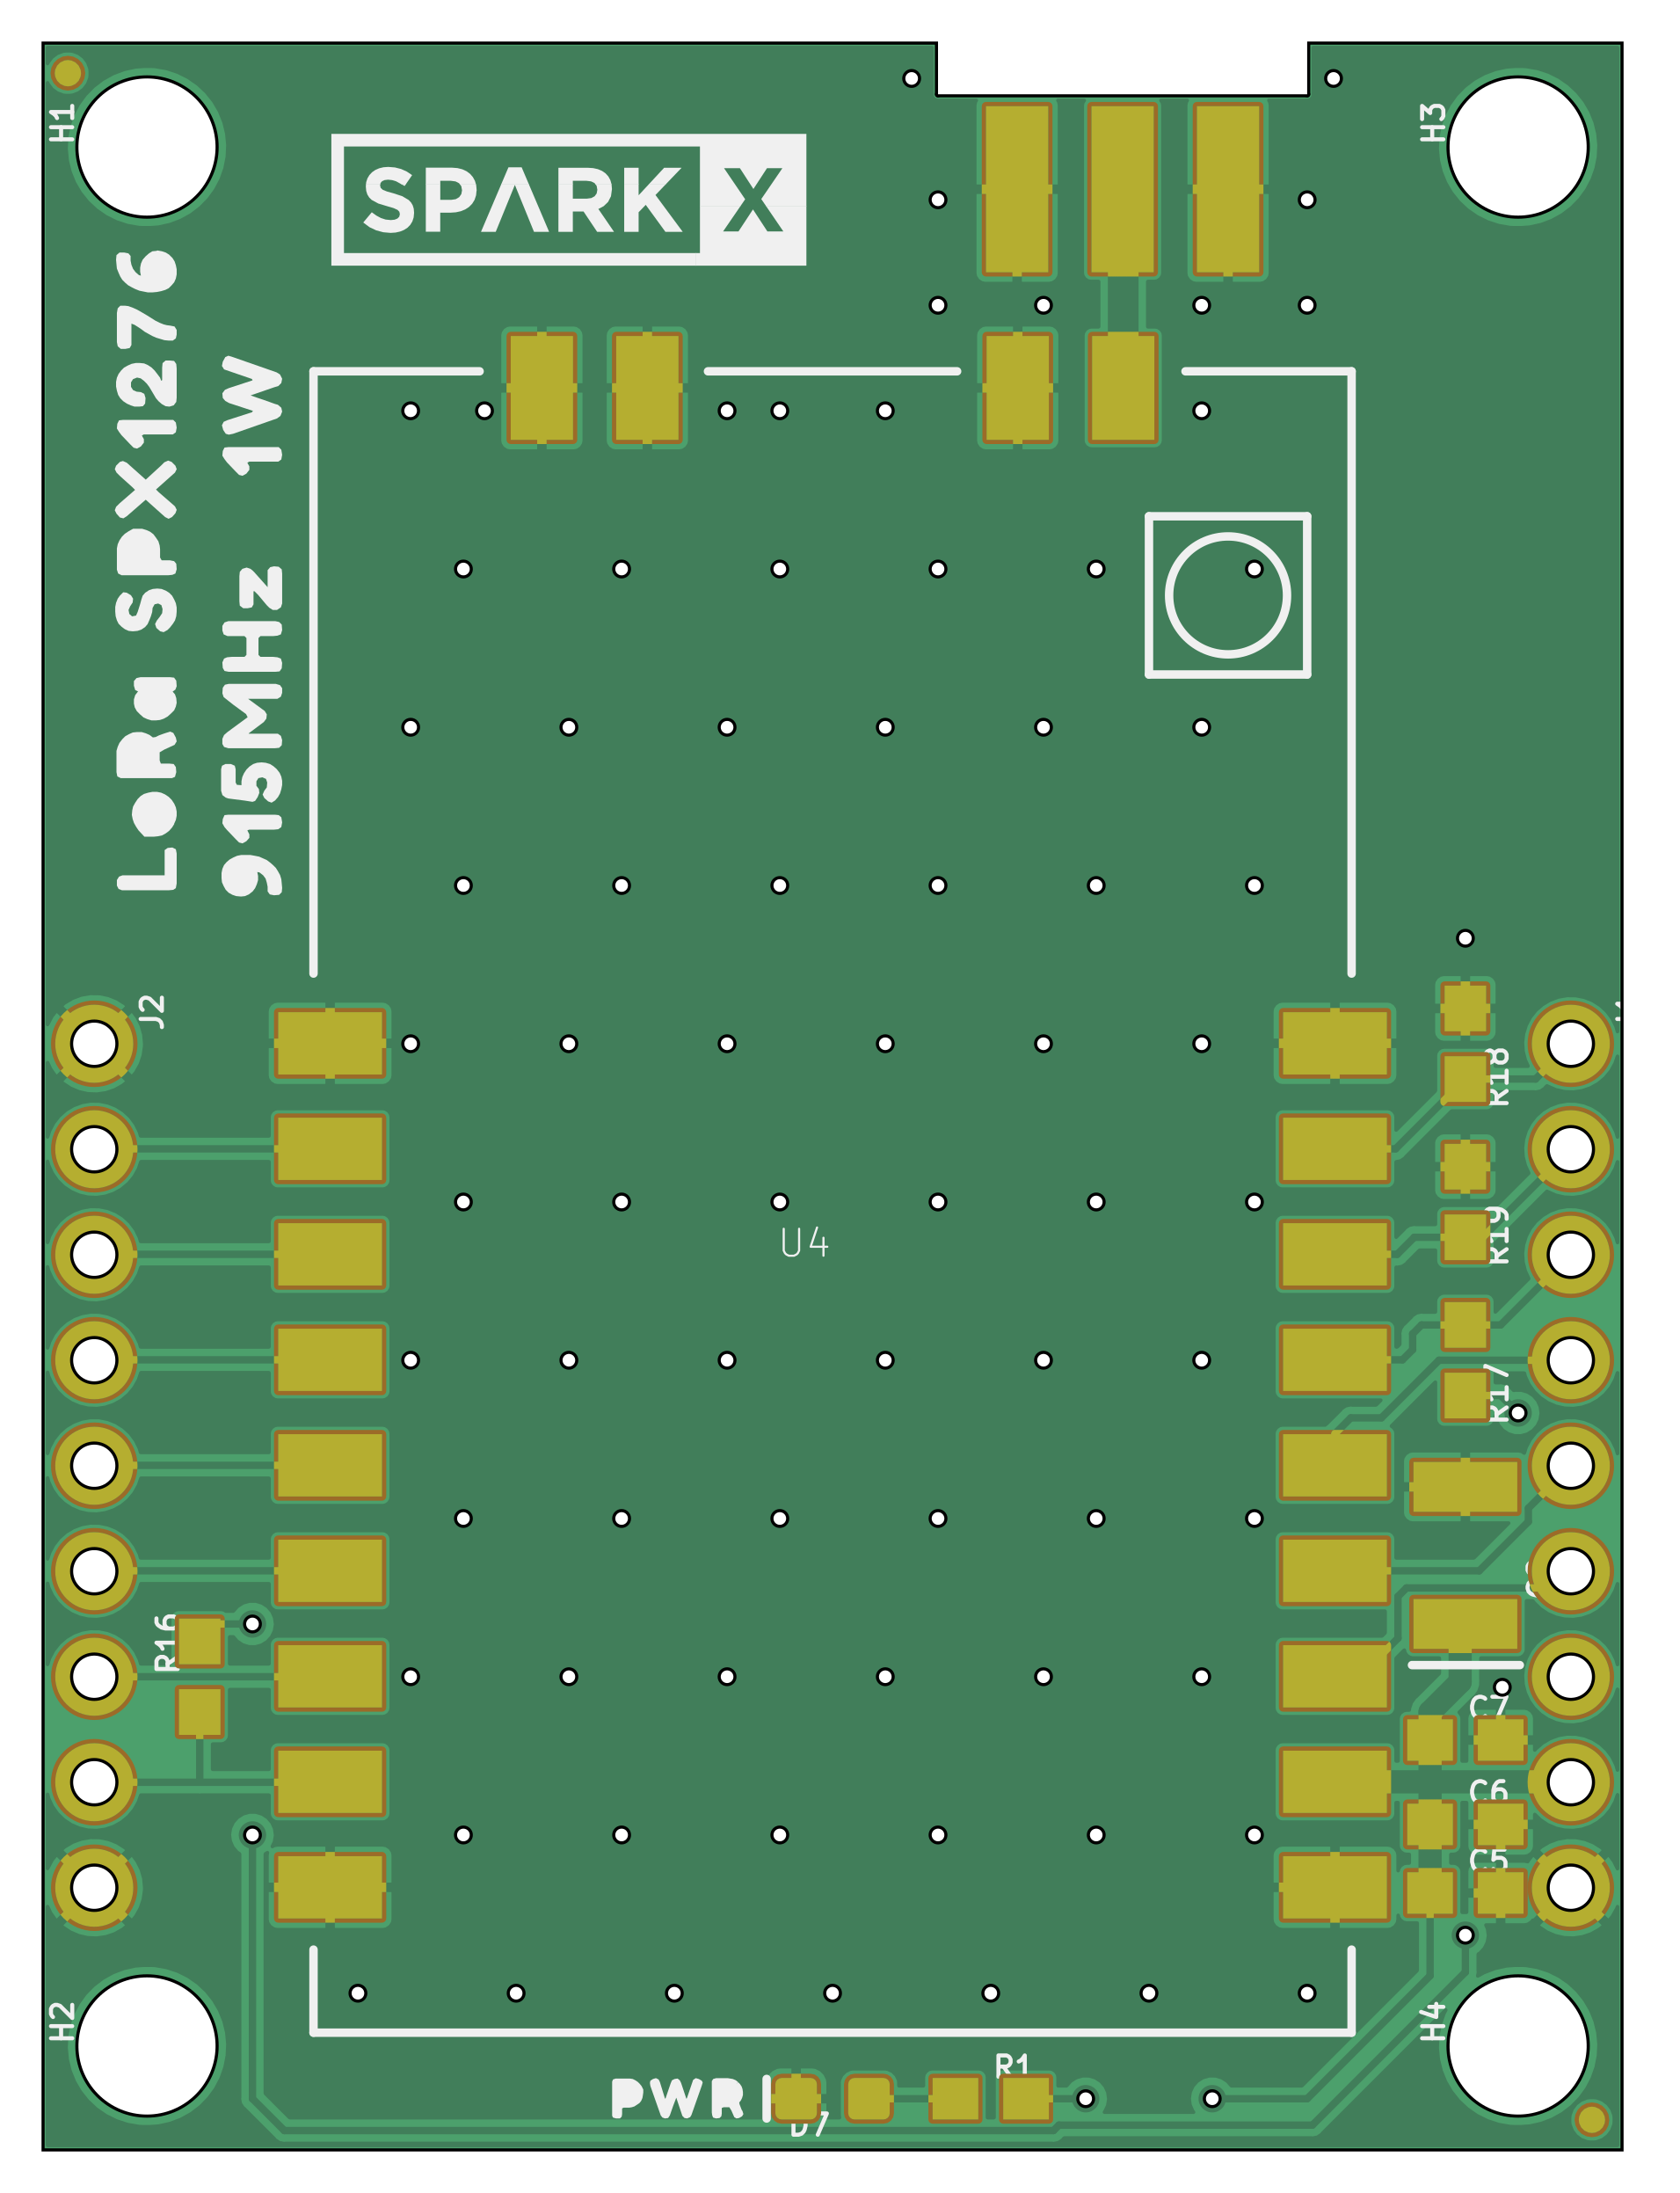 H1
H3
SPARK X
LoRa SPX1276
915MHz 1W
J2
R18
R19
U4
R17
R16
C7
C6
C5
H2
H4
R1
PWR
D7